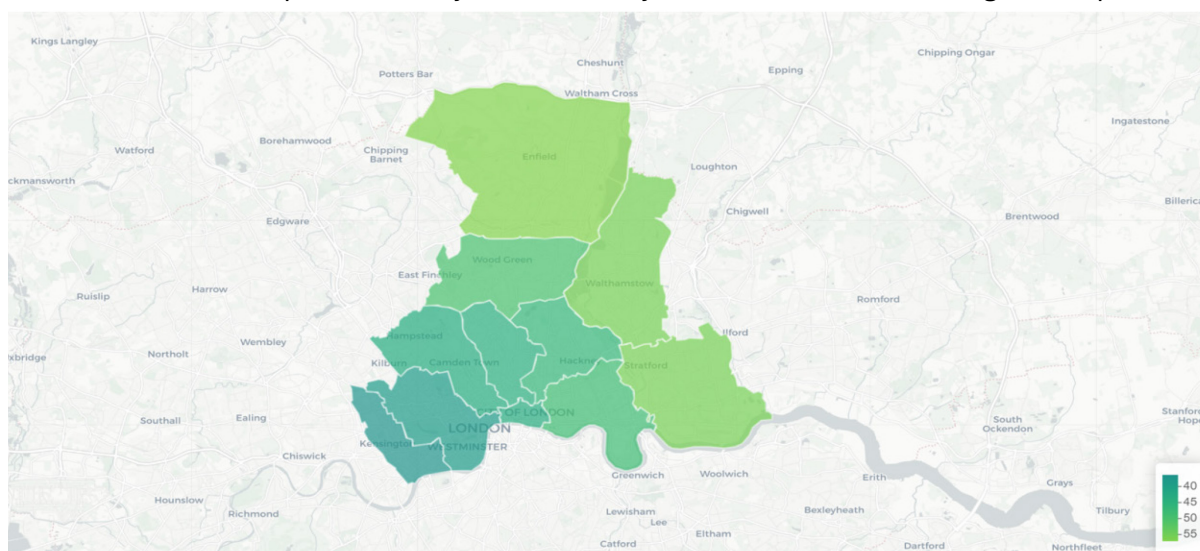 Kings Langley
Chipping Ongar
Cheshunt
Epping
Potters Bar
Waltham Cross
Ingatestone
Borehamwood
Watford
Chipping
Barnet
Enfield
Loughton
ckmansworth
Billerica
Chigwell
Brentwood
Edgware
Wood Green
East Finchley
Walthamstow
Harrow
Ruislip
Romford
Ilford
Hampstead
Wembley
Northolt
xbridge
Kilburn
Camden Town
Hackney
Stratford
Stanford
Hope
CITY OF LONDON
South
Ockendon
Southall
Ealing
LONDON
Kensington
WESTMINSTER
Chiswick
Greenwich
Woolwich
Erith
Grays
Hounslow
Richmond
Lewisham
Lee
Bexleyheath
Tilbury
Eltham
Catford
Dartford
Northfleet
40
45
50
55